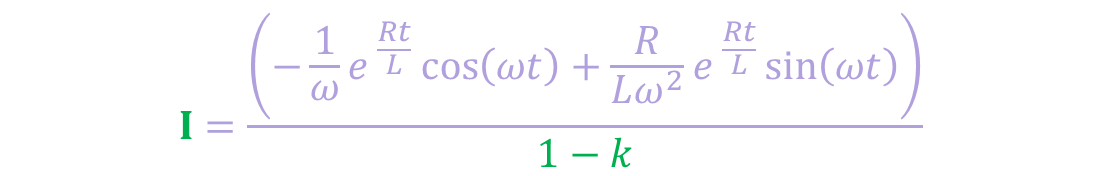 I = (−1/ω e^(Rt/L) cos(ωt) + R/(Lω²) e^(Rt/L) sin(ωt)) / (1 − k)